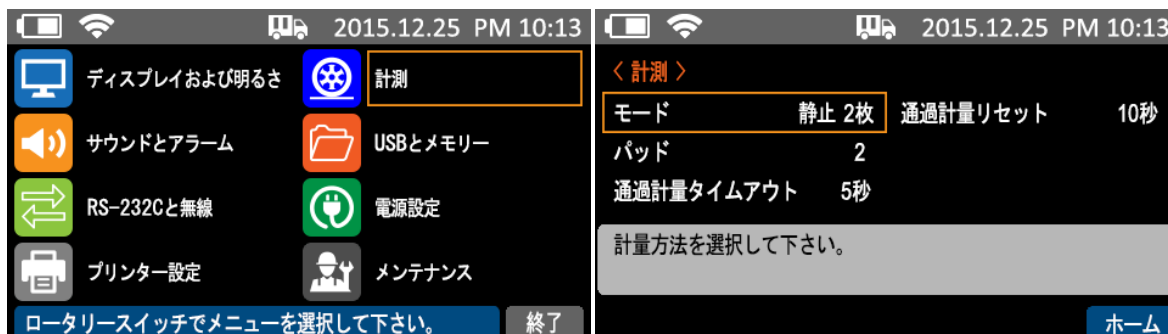 2015.12.25 PM 10:13
ディスプレイおよび明るさ
計測
サウンドとアラーム
USBとメモリー
RS-232Cと無線
電源設定
プリンター設定
メンテナンス
ロータリースイッチでメニューを選択して下さい。
終了
2015.12.25 PM 10:13
〈 計測 〉
モード 静止 2枚 通過計量リセット 10秒
パッド 2
通過計量タイムアウト 5秒
計量方法を選択して下さい。
ホーム